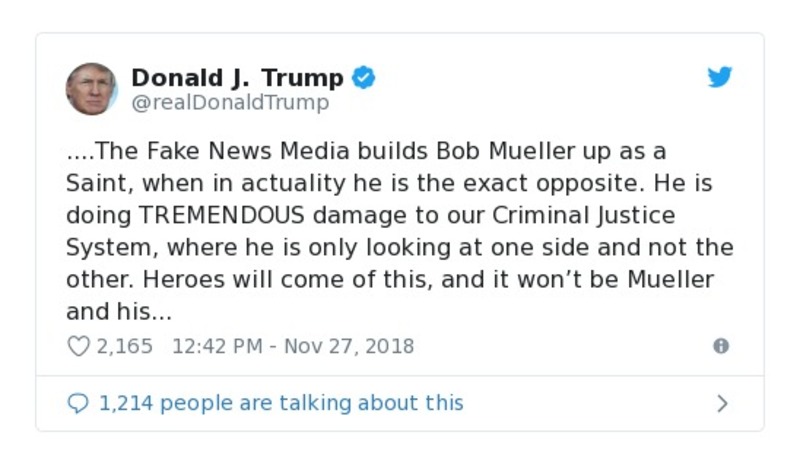 Donald J. Trump
@realDonaldTrump
....The Fake News Media builds Bob Mueller up as a
Saint, when in actuality he is the exact opposite. He is
doing TREMENDOUS damage to our Criminal Justice
System, where he is only looking at one side and not the
other. Heroes will come of this, and it won’t be Mueller
and his...
2,165 12:42 PM - Nov 27, 2018
1,214 people are talking about this